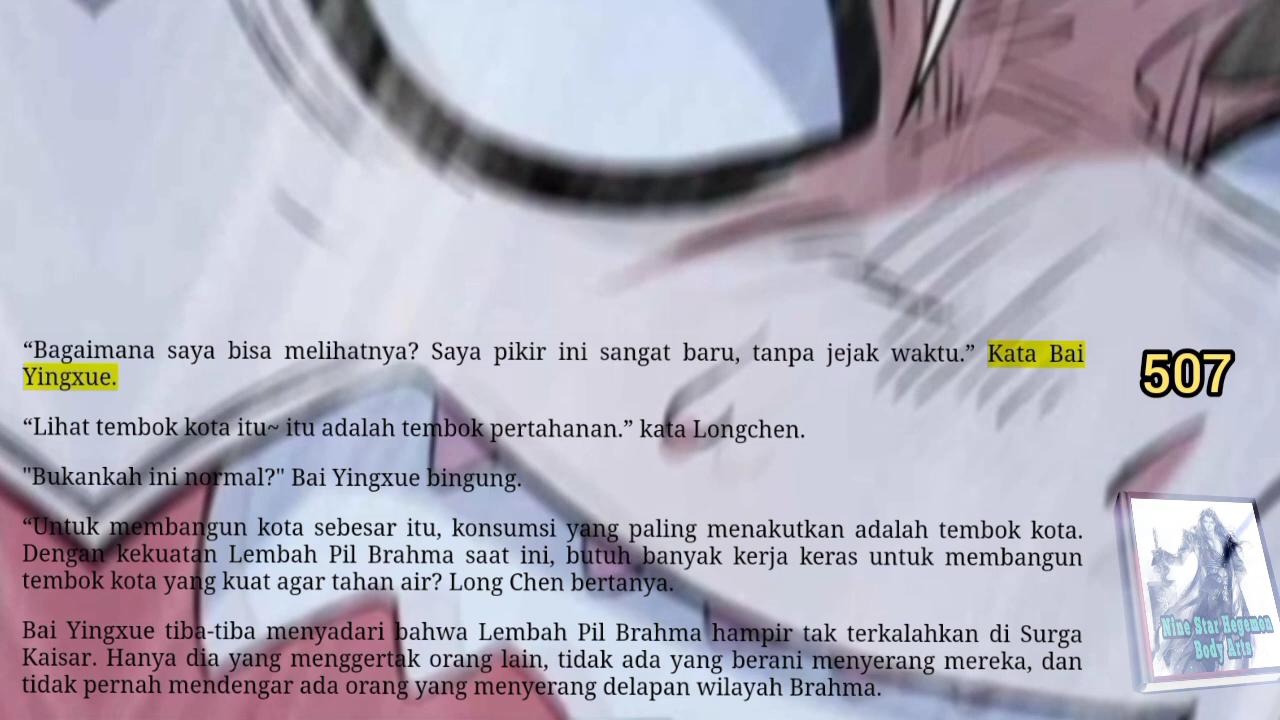 “Bagaimana saya bisa melihatnya? Saya pikir ini sangat baru, tanpa jejak waktu.” Kata Bai
Yingxue.
“Lihat tembok kota itu~ itu adalah tembok pertahanan.” kata Longchen.
"Bukankah ini normal?" Bai Yingxue bingung.
“Untuk membangun kota sebesar itu, konsumsi yang paling menakutkan adalah tembok kota.
Dengan kekuatan Lembah Pil Brahma saat ini, butuh banyak kerja keras untuk membangun
tembok kota yang kuat agar tahan air? Long Chen bertanya.
Bai Yingxue tiba-tiba menyadari bahwa Lembah Pil Brahma hampir tak terkalahkan di Surga
Kaisar. Hanya dia yang menggertak orang lain, tidak ada yang berani menyerang mereka, dan
tidak pernah mendengar ada orang yang menyerang delapan wilayah Brahma.
507
Nine Star Hegemon
Body Arts